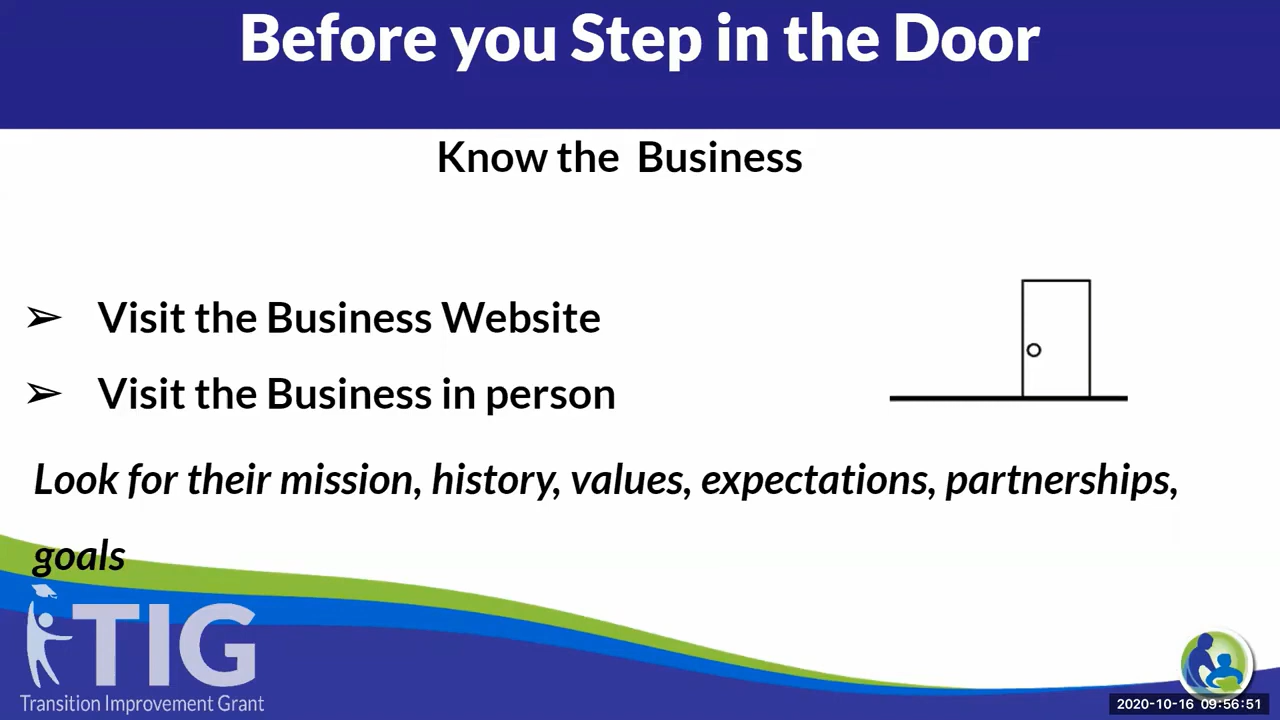 Before you Step in the Door
Know the Business
➢ Visit the Business Website
➢ Visit the Business in person
Look for their mission, history, values, expectations, partnerships,
goals
TIG
Transition Improvement Grant
2020-10-16 09:56:51